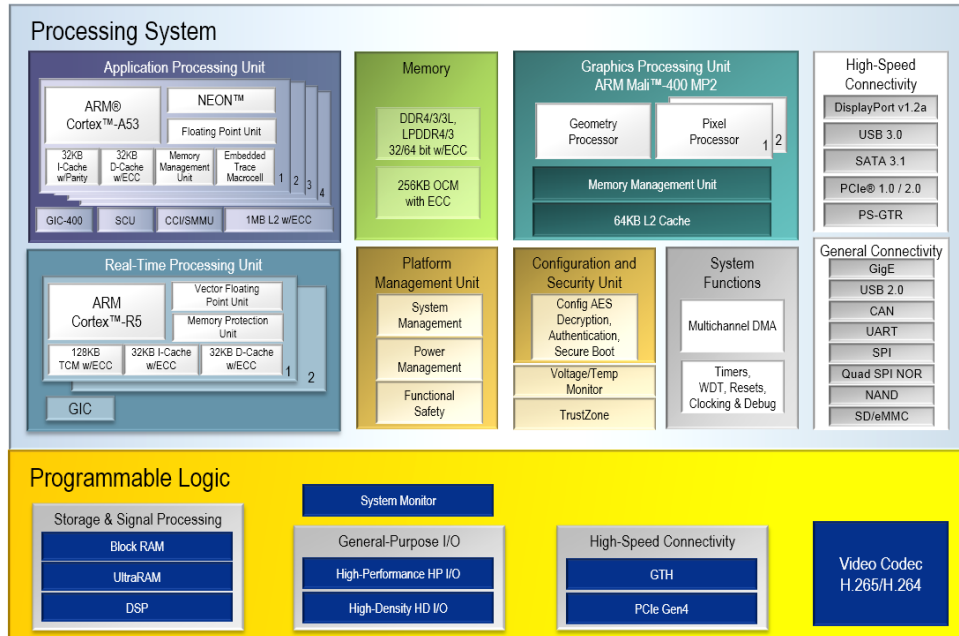 Processing System
Application Processing Unit
ARM®
Cortex™-A53
NEON™
Floating Point Unit
32KB
I-Cache
w/Parity
32KB
D-Cache
w/ECC
Memory
Management
Unit
Embedded
Trace
Macrocell
1
2
3
4
GIC-400
SCU
CCI/SMMU
1MB L2 w/ECC
Memory
DDR4/3/3L,
LPDDR4/3
32/64 bit w/ECC
256KB OCM
with ECC
Graphics Processing Unit
ARM Mali™-400 MP2
Geometry
Processor
Pixel
Processor
1
2
Memory Management Unit
64KB L2 Cache
High-Speed
Connectivity
DisplayPort v1.2a
USB 3.0
SATA 3.1
PCIe® 1.0 / 2.0
PS-GTR
Real-Time Processing Unit
ARM
Cortex™-R5
Vector Floating
Point Unit
Memory Protection
Unit
128KB
TCM w/ECC
32KB I-Cache
w/ECC
32KB D-Cache
w/ECC
1
2
GIC
Platform
Management Unit
System
Management
Power
Management
Functional
Safety
Configuration and
Security Unit
Config AES
Decryption,
Authentication,
Secure Boot
Voltage/Temp
Monitor
TrustZone
System
Functions
Multichannel DMA
Timers,
WDT, Resets,
Clocking & Debug
General Connectivity
GigE
USB 2.0
CAN
UART
SPI
Quad SPI NOR
NAND
SD/eMMC
Programmable Logic
Storage & Signal Processing
Block RAM
UltraRAM
DSP
System Monitor
General-Purpose I/O
High-Performance HP I/O
High-Density HD I/O
High-Speed Connectivity
GTH
PCIe Gen4
Video Codec
H.265/H.264